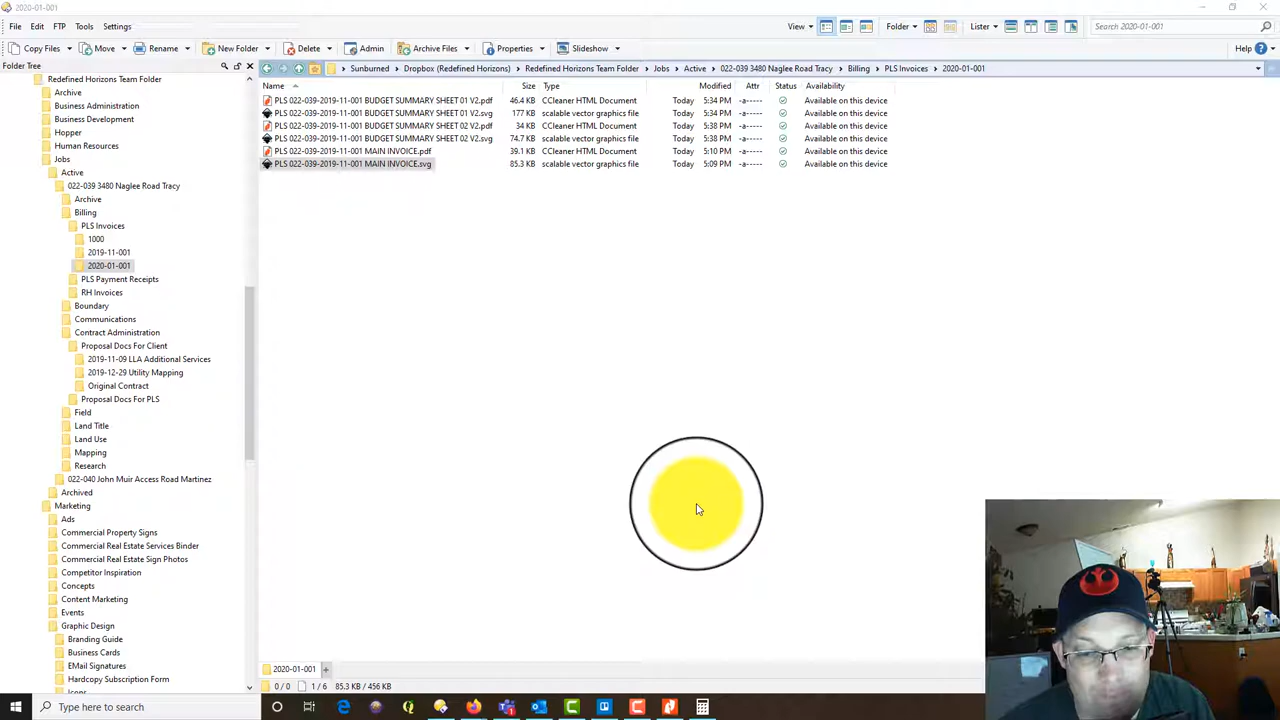 2020-01-001
File Edit FTP Tools Settings View Folder Lister Search 2020-01-001
Copy Files Move Rename New Folder Delete Admin Archive Files Properties Slideshow Help
Folder Tree
Sunburned Dropbox (Redefined Horizons) Redefined Horizons Team Folder Jobs Active 022-039 3480 Naglee Road Tracy Billing PLS Invoices 2020-01-001
Redefined Horizons Team Folder
Archive
Business Administration
Business Development
Hopper
Human Resources
Jobs
Active
022-039 3480 Naglee Road Tracy
Archive
Billing
PLS Invoices
1000
2019-11-001
2020-01-001
PLS Payment Receipts
RH Invoices
Boundary
Communications
Contract Administration
Proposal Docs For Client
2019-11-09 LLA Additional Services
2019-12-29 Utility Mapping
Original Contract
Proposal Docs For PLS
Field
Land Title
Land Use
Mapping
Research
022-040 John Muir Access Road Martinez
Archived
Marketing
Ads
Commercial Property Signs
Commercial Real Estate Services Binder
Commercial Real Estate Sign Photos
Competitor Inspiration
Concepts
Content Marketing
Events
Graphic Design
Branding Guide
Business Cards
EMail Signatures
Hardcopy Subscription Form
Name Size Type Modified Attr Status Availability
PLS 022-039-2019-11-001 BUDGET SUMMARY SHEET 01 V2.pdf 46.4 KB CCleaner HTML Document Today 5:34 PM -a----- Available on this device
PLS 022-039-2019-11-001 BUDGET SUMMARY SHEET 01 V2.svg 177 KB scalable vector graphics file Today 5:34 PM -a----- Available on this device
PLS 022-039-2019-11-001 BUDGET SUMMARY SHEET 02 V2.pdf 34 KB CCleaner HTML Document Today 5:38 PM -a----- Available on this device
PLS 022-039-2019-11-001 BUDGET SUMMARY SHEET 02 V2.svg 74.7 KB scalable vector graphics file Today 5:38 PM -a----- Available on this device
PLS 022-039-2019-11-001 MAIN INVOICE.pdf 39.1 KB CCleaner HTML Document Today 5:10 PM -a----- Available on this device
PLS 022-039-2019-11-001 MAIN INVOICE.svg 85.3 KB scalable vector graphics file Today 5:09 PM -a----- Available on this device
2020-01-001
0 / 0 1 / 6 85.3 KB / 456 KB
Type here to search